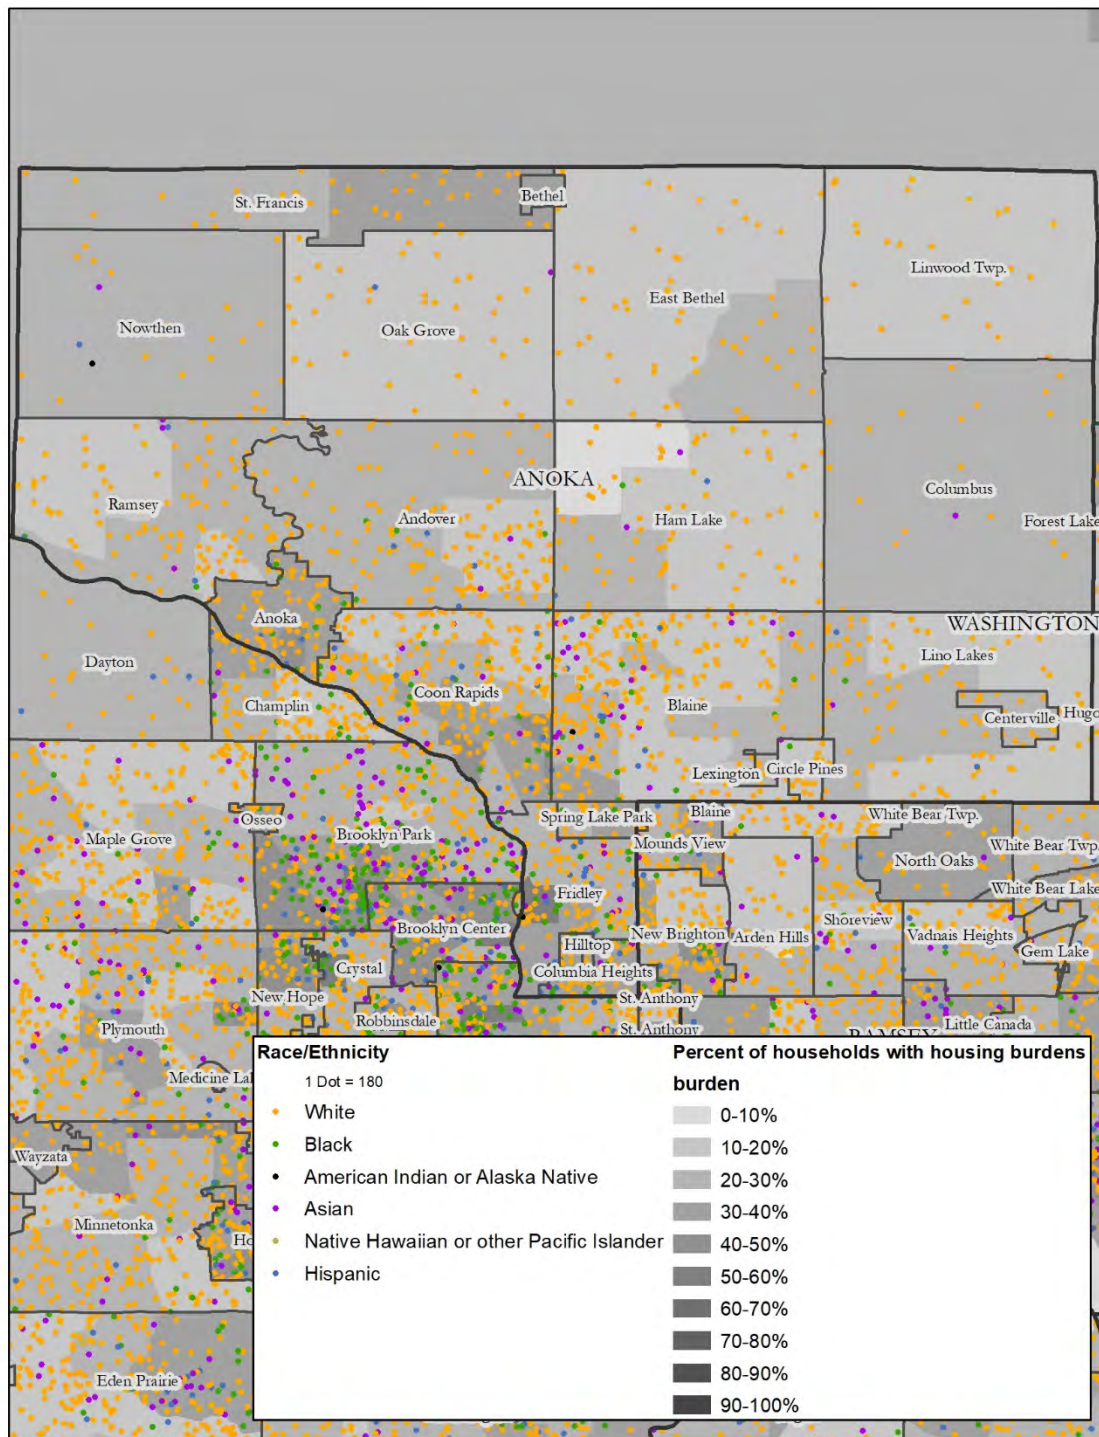 Bethel
St. Francis
Linwood Twp.
East Bethel
Nowthen
Oak Grove
ANOKA
Columbus
Ramsey
Andover
Ham Lake
Forest Lake
Anoka
WASHINGTON
Lino Lakes
Dayton
Coon Rapids
Champlin
Blaine
Centerville
Hugo
Lexington
Circle Pines
Osseo
Spring Lake Park
Blaine
White Bear Twp.
Maple Grove
Brooklyn Park
Mounds View
White Bear Twp.
North Oaks
Fridley
White Bear Lake
Shoreview
Brooklyn Center
New Brighton
Arden Hills
Vadnais Heights
Hilltop
Gem Lake
Crystal
Columbia Heights
New Hope
St. Anthony
Robbinsdale
Plymouth
St. Anthony
RAMSEY
Little Canada
Medicine La
Wayzata
Minnetonka
Ho
Eden Prairie
Race/Ethnicity
1 Dot = 180
White
Black
American Indian or Alaska Native
Asian
Native Hawaiian or other Pacific Islander
Hispanic
Percent of households with housing burdens
burden
0-10%
10-20%
20-30%
30-40%
40-50%
50-60%
60-70%
70-80%
80-90%
90-100%